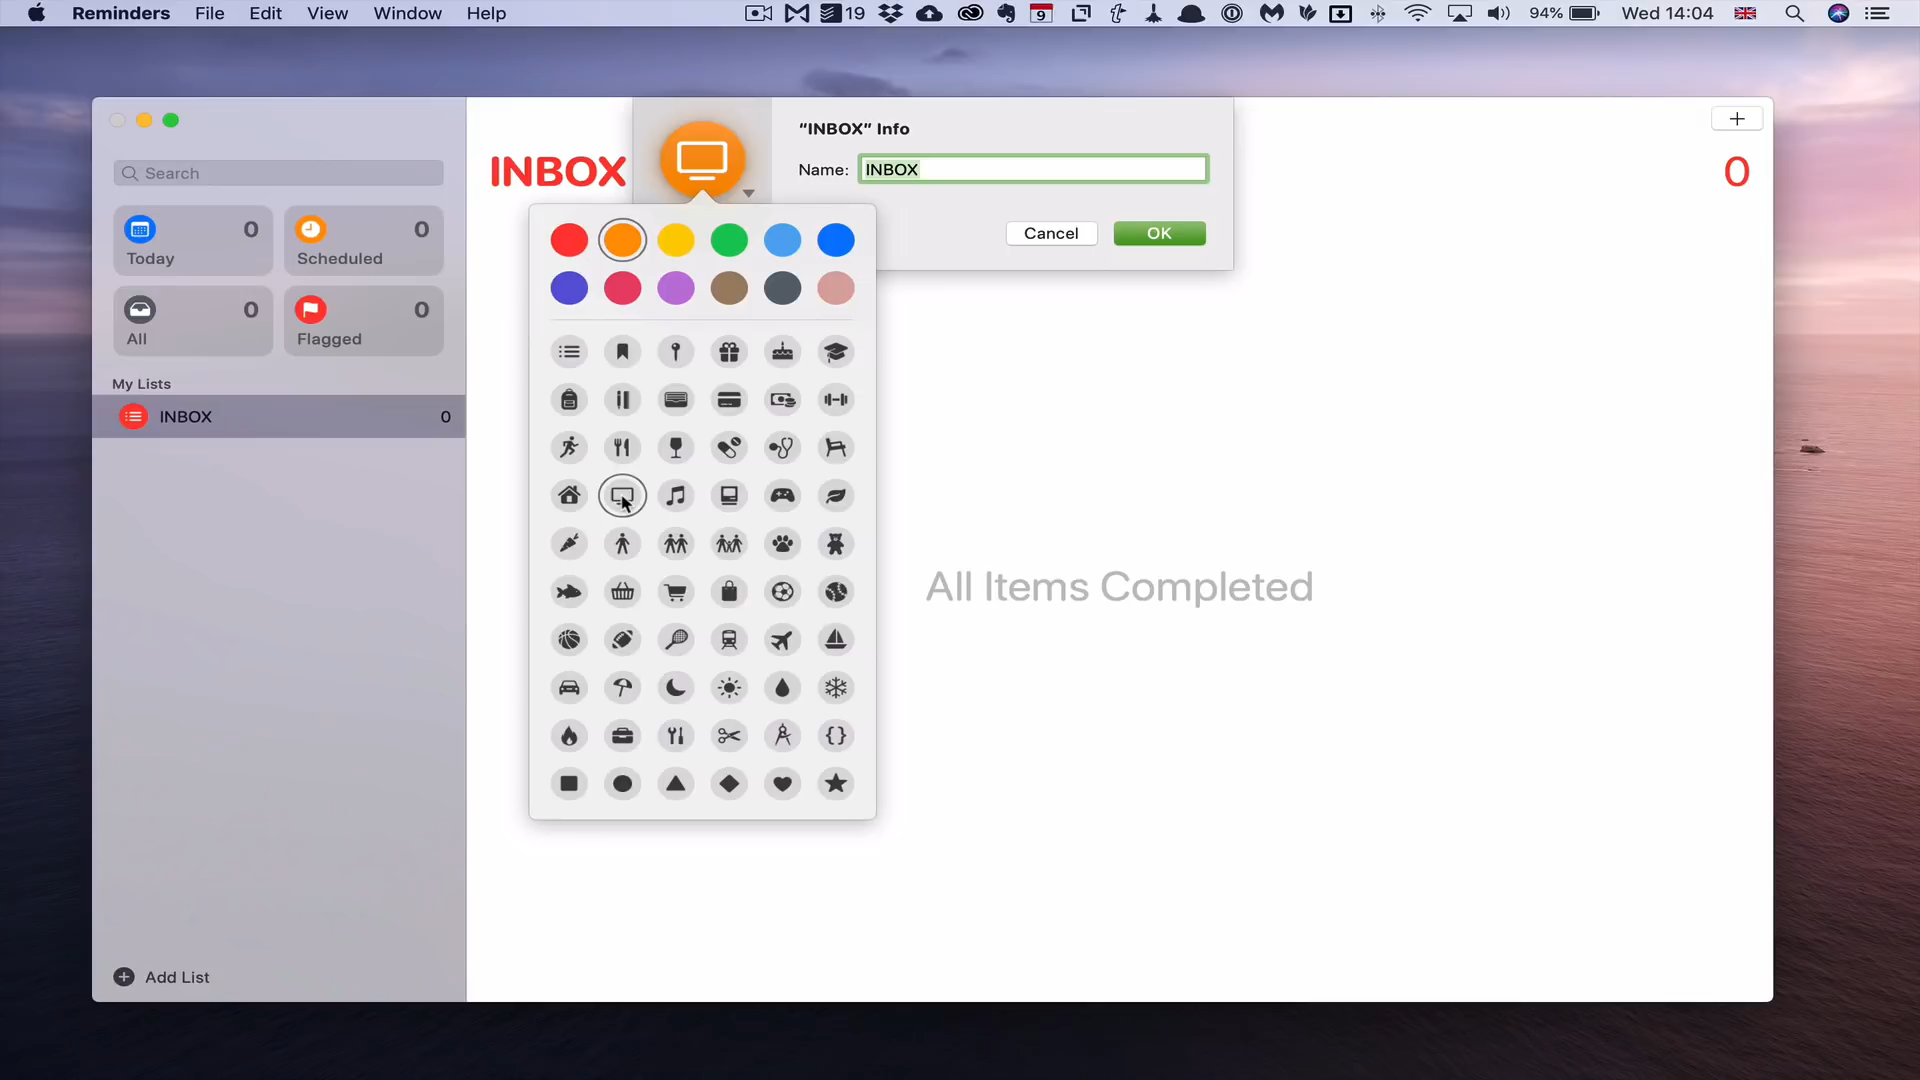 Reminders File Edit View Window Help 19 9 94% Wed 14:04
"INBOX" Info
Search
INBOX
Name: INBOX
0
Today 0
Scheduled 0
Cancel OK
All 0
Flagged 0
My Lists
INBOX 0
All Items Completed
Add List